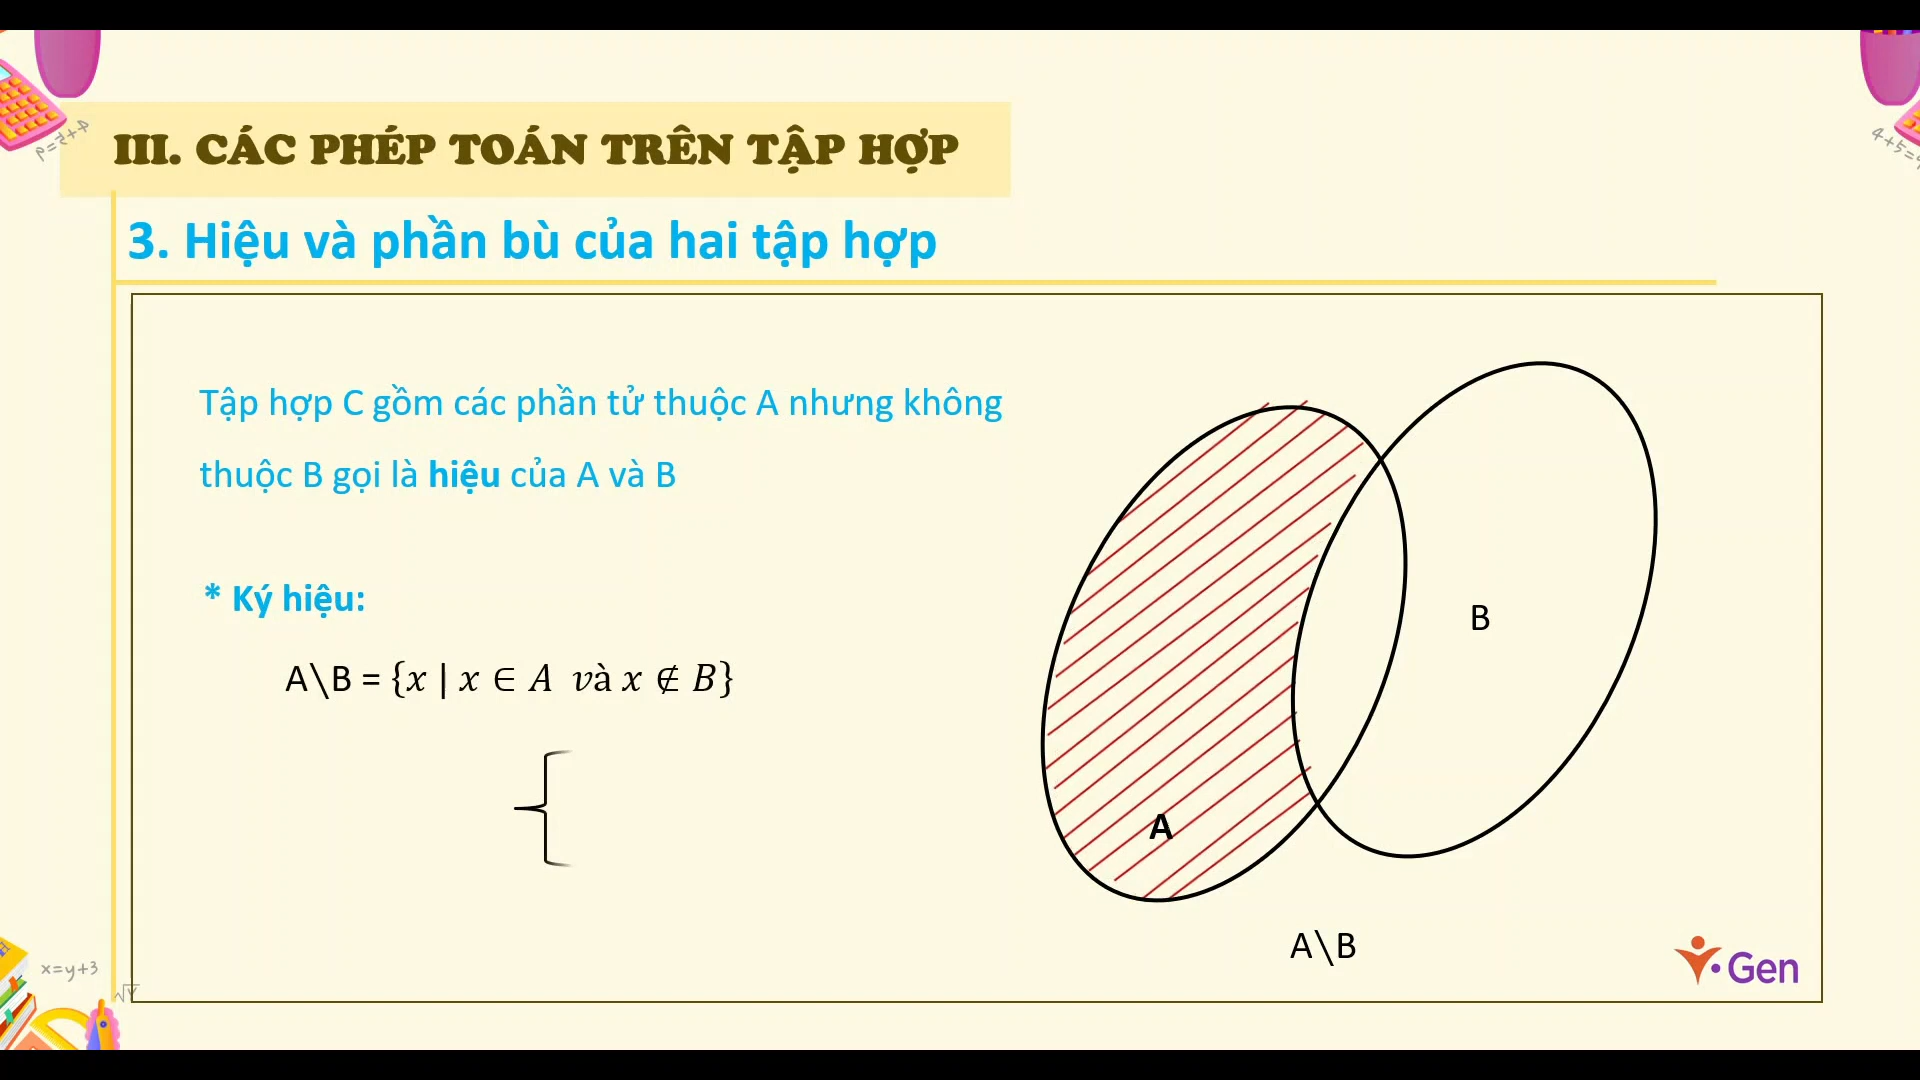 III. CÁC PHÉP TOÁN TRÊN TẬP HỢP
3. Hiệu và phần bù của hai tập hợp
Tập hợp C gồm các phần tử thuộc A nhưng không
thuộc B gọi là hiệu của A và B
* Ký hiệu:
A\B = {x | x ∈ A và x ∉ B}
A
B
A\B
Gen
x=y+3